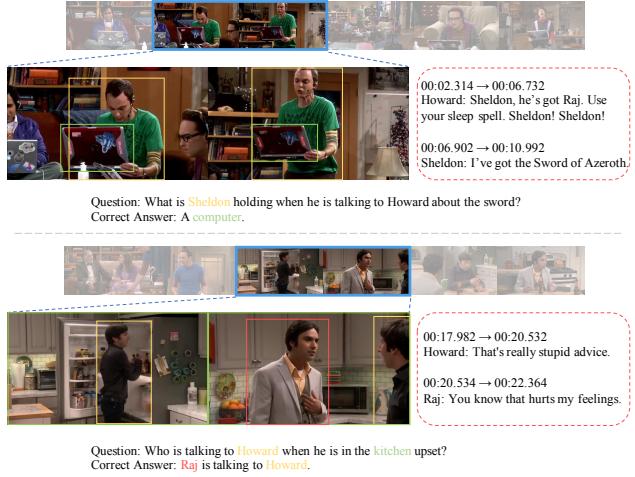 00:02.314 → 00:06.732
Howard: Sheldon, he's got Raj. Use
your sleep spell. Sheldon! Sheldon!
00:06.902 → 00:10.992
Sheldon: I've got the Sword of Azeroth.
Question: What is Sheldon holding when he is talking to Howard about the sword?
Correct Answer: A computer.
00:17.982 → 00:20.532
Howard: That's really stupid advice.
00:20.534 → 00:22.364
Raj: You know that hurts my feelings.
Question: Who is talking to Howard when he is in the kitchen upset?
Correct Answer: Raj is talking to Howard.